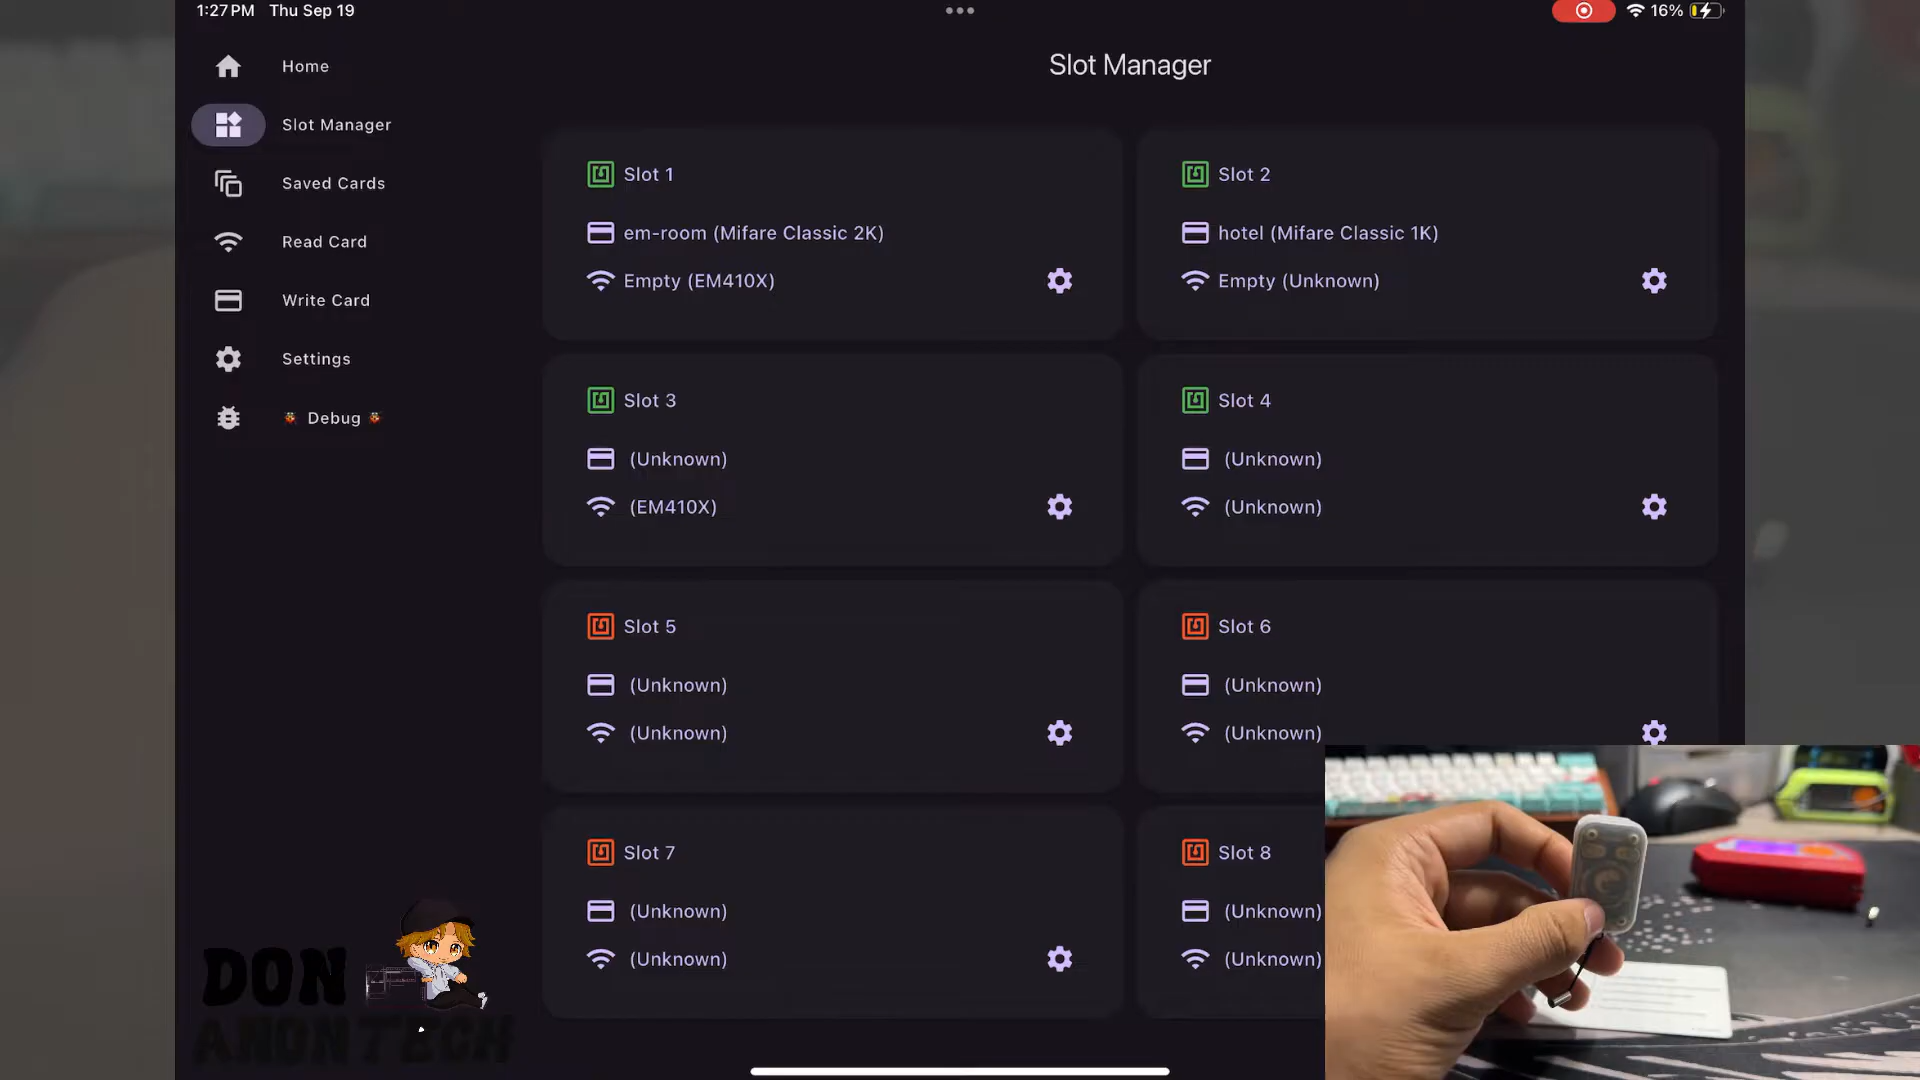 1:27 PM Thu Sep 19
16%
Home
Slot Manager
Saved Cards
Read Card
Write Card
Settings
Debug
Slot Manager
Slot 1
em-room (Mifare Classic 2K)
Empty (EM410X)
Slot 2
hotel (Mifare Classic 1K)
Empty (Unknown)
Slot 3
(Unknown)
(EM410X)
Slot 4
(Unknown)
(Unknown)
Slot 5
(Unknown)
(Unknown)
Slot 6
(Unknown)
(Unknown)
Slot 7
(Unknown)
(Unknown)
Slot 8
(Unknown)
(Unknown)
DON
ANONTECH